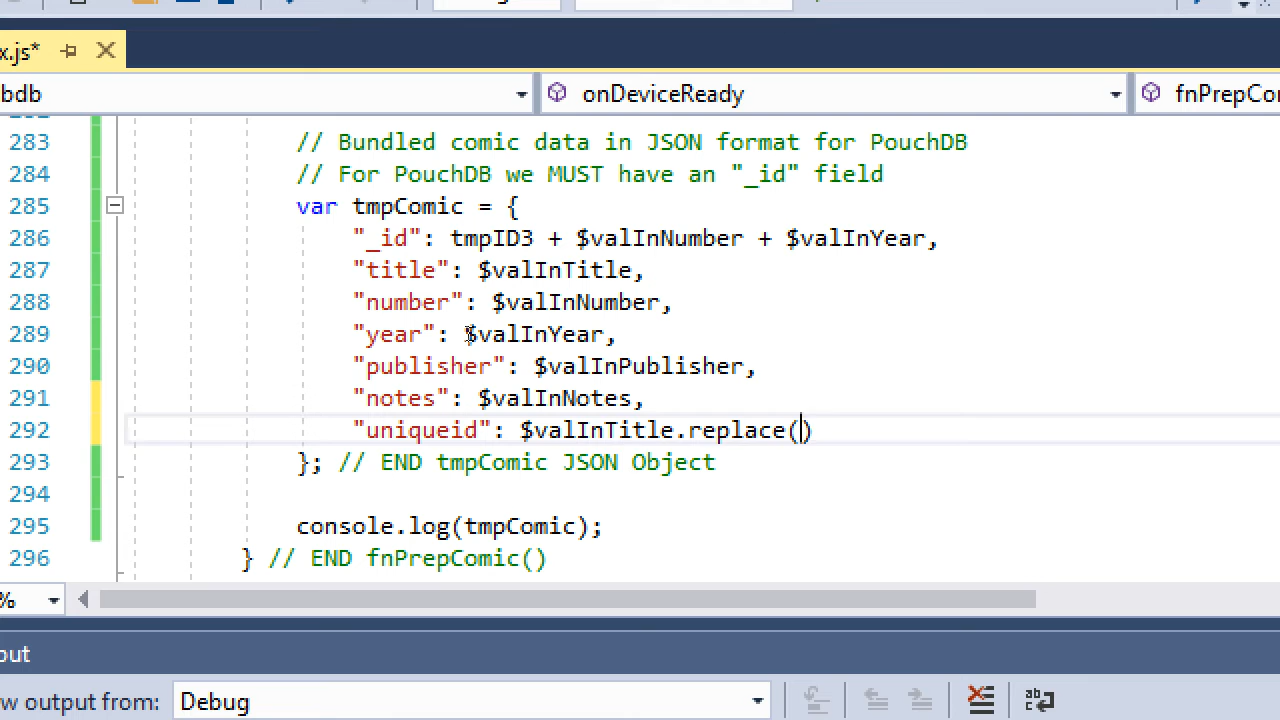 x.js*
bdb onDeviceReady fnPrepCo
283 // Bundled comic data in JSON format for PouchDB
284 // For PouchDB we MUST have an "_id" field
285 var tmpComic = {
286 "_id": tmpID3 + $valInNumber + $valInYear,
287 "title": $valInTitle,
288 "number": $valInNumber,
289 "year": $valInYear,
290 "publisher": $valInPublisher,
291 "notes": $valInNotes,
292 "uniqueid": $valInTitle.replace()
293 }; // END tmpComic JSON Object
294
295 console.log(tmpComic);
296 } // END fnPrepComic()
%
out
w output from: Debug